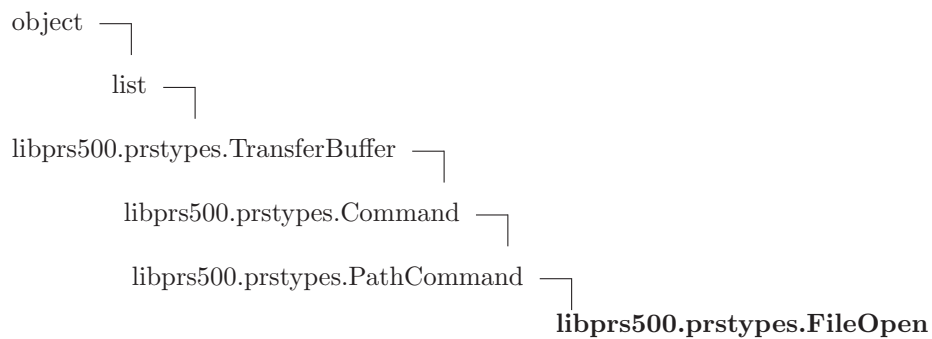 object
list
libprs500.prstypes.TransferBuffer
libprs500.prstypes.Command
libprs500.prstypes.PathCommand
libprs500.prstypes.FileOpen